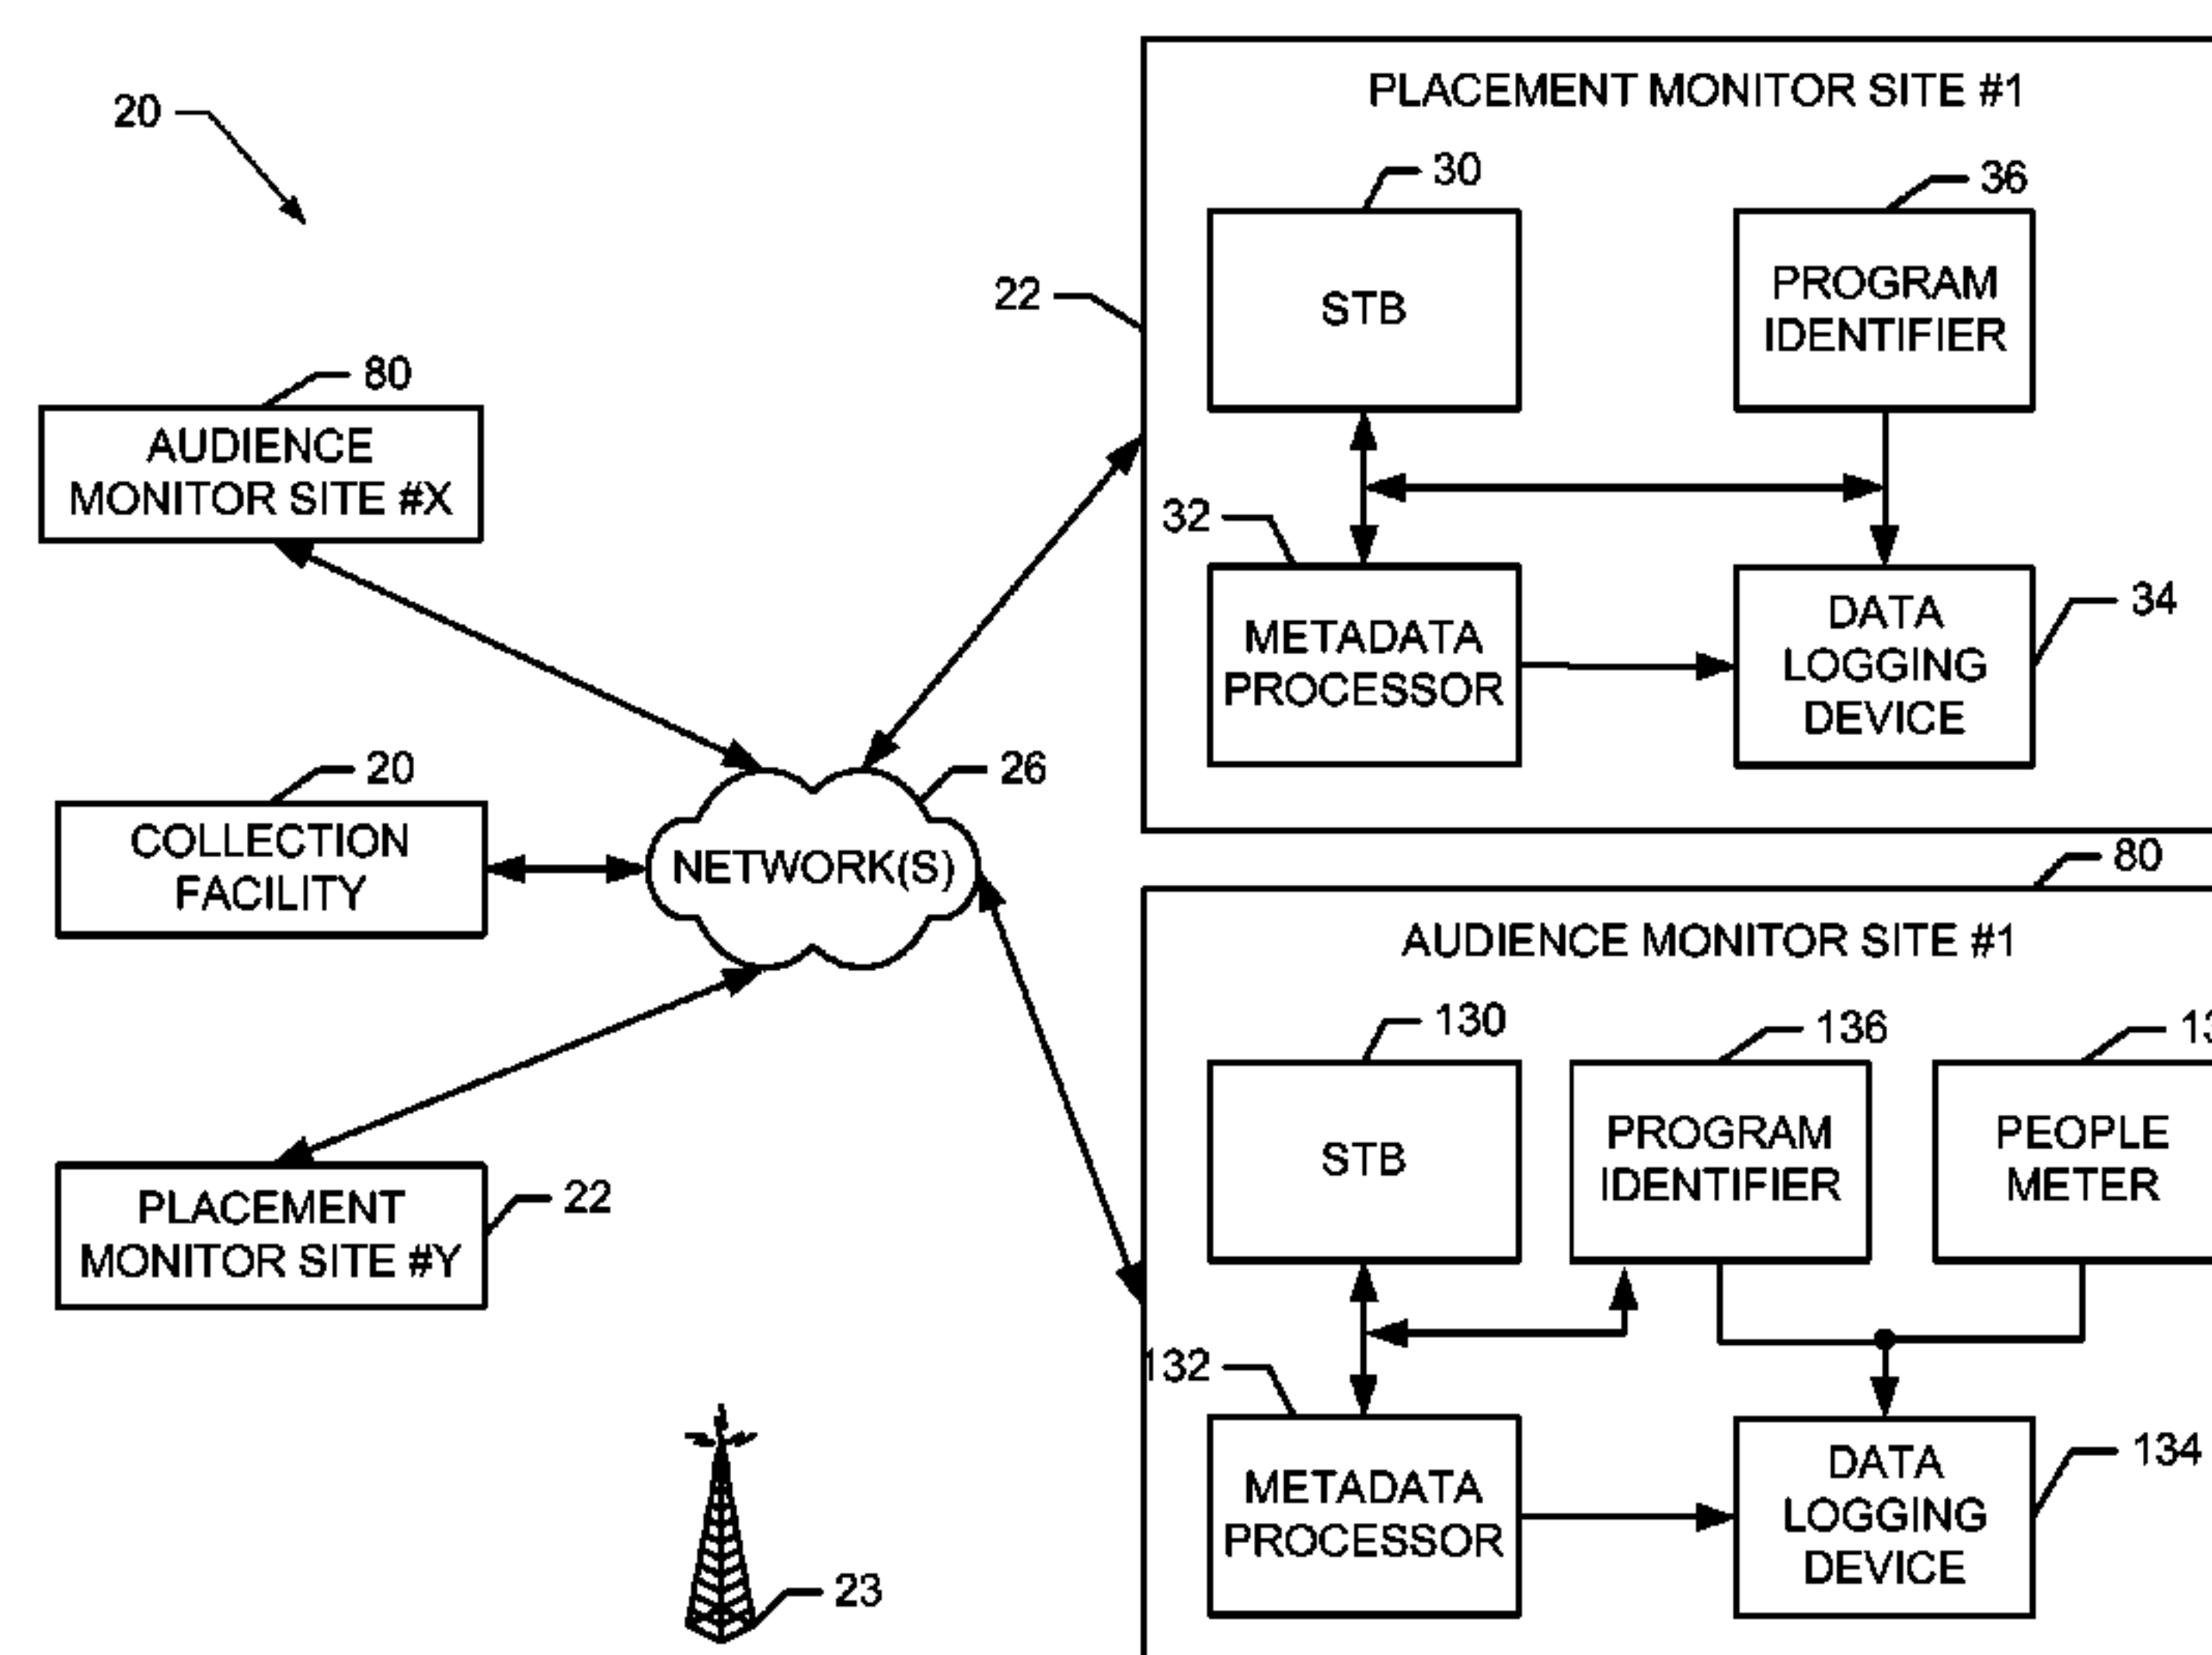 20
PLACEMENT MONITOR SITE #1
30
36
22
STB
PROGRAM
IDENTIFIER
80
AUDIENCE
MONITOR SITE #X
32
METADATA
PROCESSOR
34
DATA
LOGGING
DEVICE
20
COLLECTION
FACILITY
26
NETWORK(S)
80
AUDIENCE MONITOR SITE #1
130
136
STB
PROGRAM
IDENTIFIER
PEOPLE
METER
PLACEMENT
MONITOR SITE #Y
22
132
METADATA
PROCESSOR
134
DATA
LOGGING
DEVICE
23